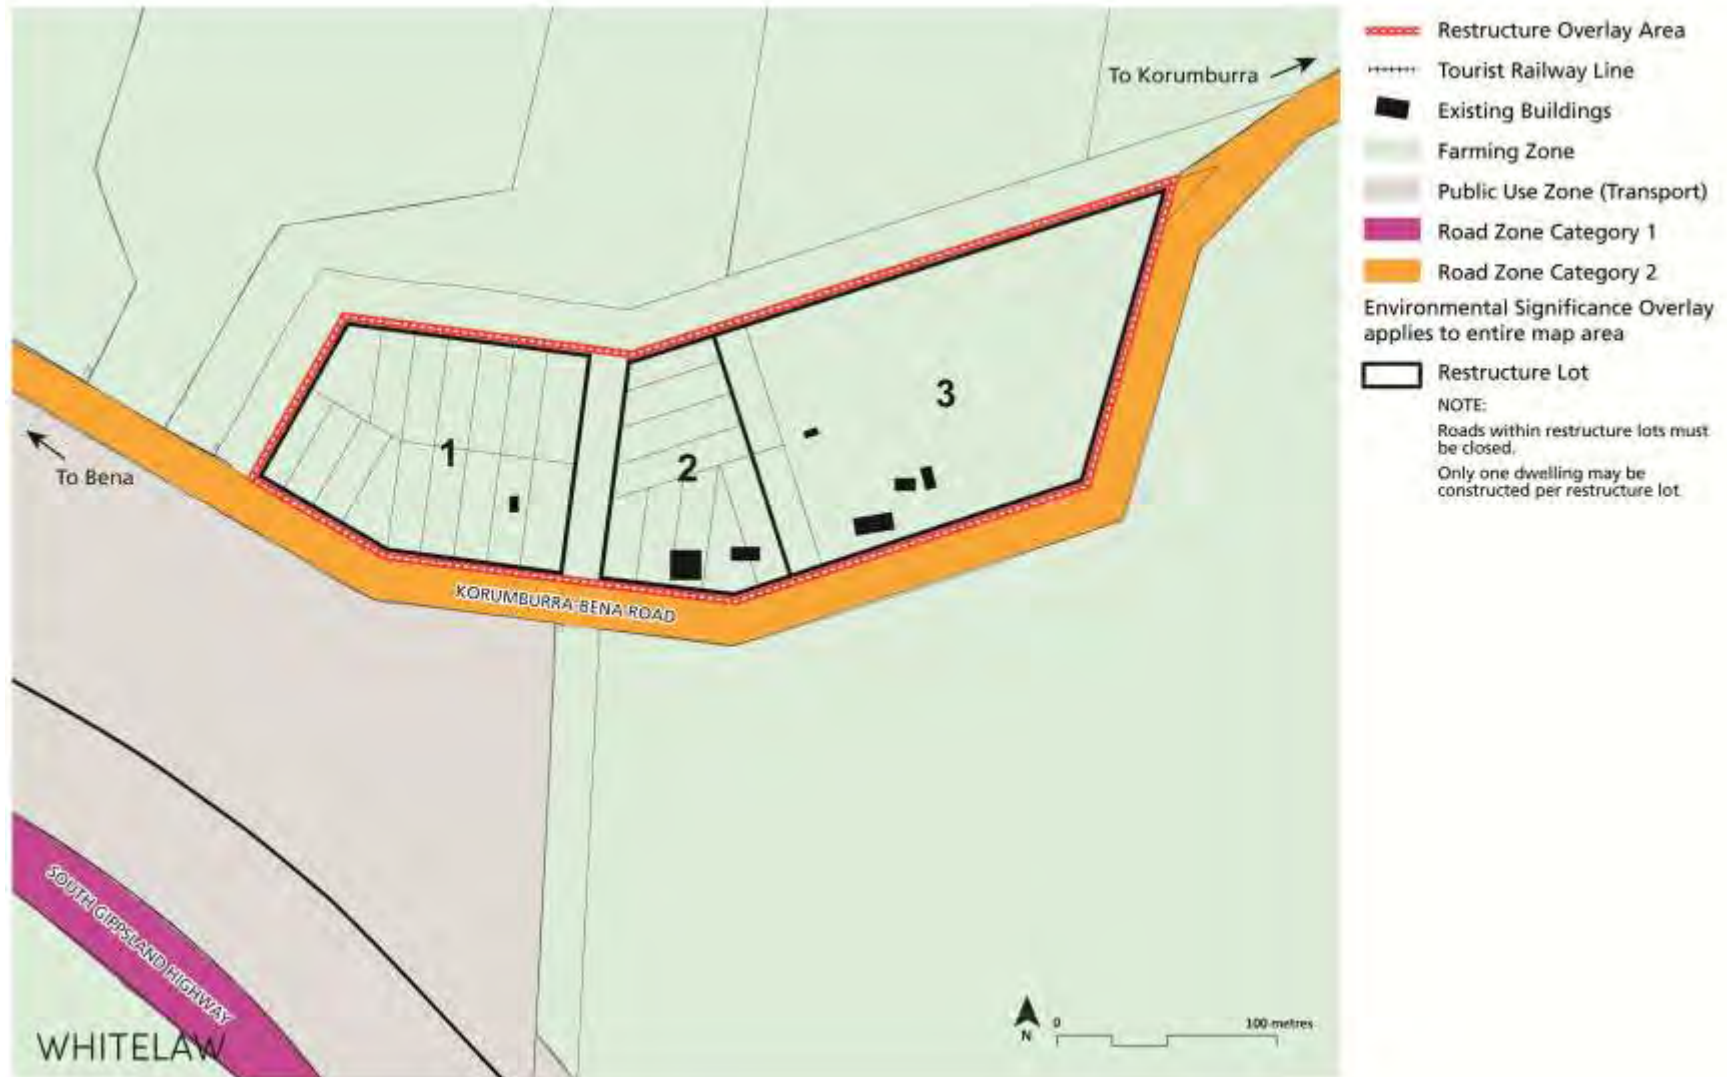 To Korumburra
To Bena
1
2
3
KORUMBURRA-BENA ROAD
SOUTH GIPPSLAND HIGHWAY
WHITELAW
N
0 100 metres
Restructure Overlay Area
Tourist Railway Line
Existing Buildings
Farming Zone
Public Use Zone (Transport)
Road Zone Category 1
Road Zone Category 2
Environmental Significance Overlay
applies to entire map area
Restructure Lot
NOTE:
Roads within restructure lots must
be closed.
Only one dwelling may be
constructed per restructure lot